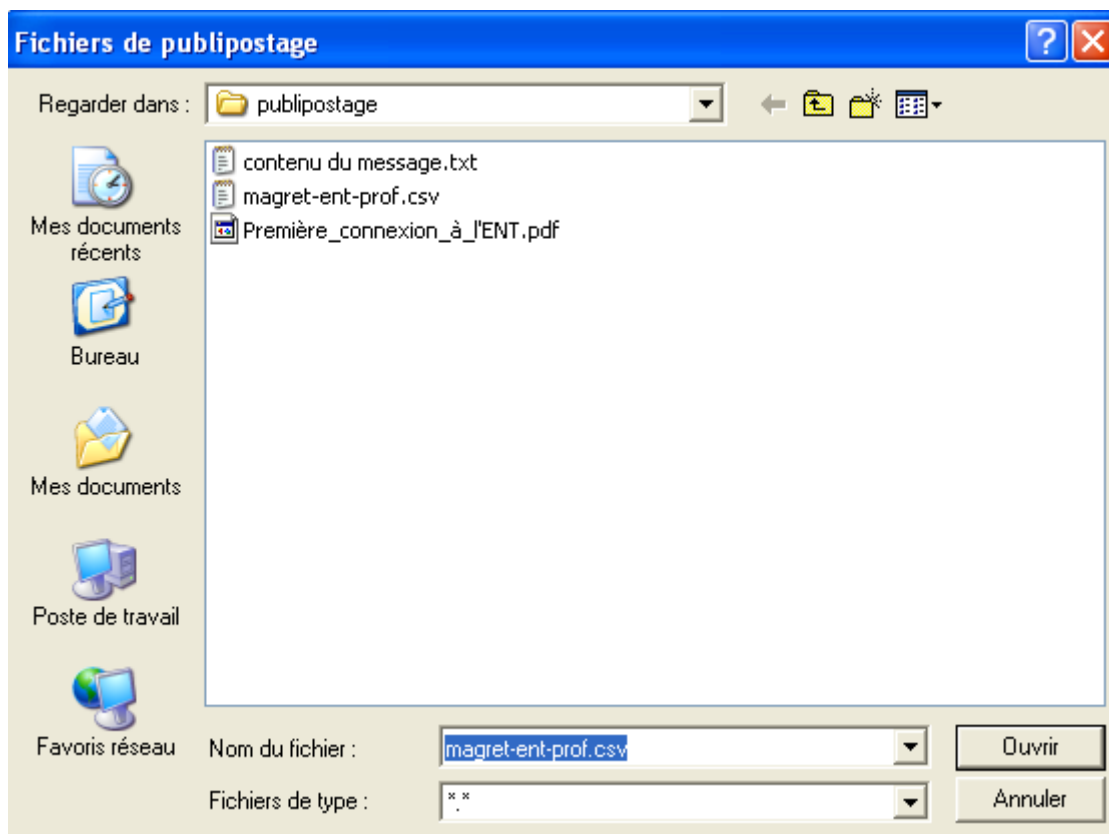 Fichiers de publipostage
Regarder dans :
publipostage
contenu du message.txt
magret-ent-prof.csv
Première_connexion_à_l'ENT.pdf
Mes documents
récents
Bureau
Mes documents
Poste de travail
Favoris réseau
Nom du fichier :
magret-ent-prof.csv
Ouvrir
Fichiers de type :
*.*
Annuler